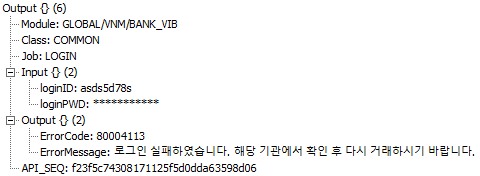 Output {} (6)
Module: GLOBAL/VNM/BANK_VIB
Class: COMMON
Job: LOGIN
Input {} (2)
loginID: asds5d78s
loginPWD: ***********
Output {} (2)
ErrorCode: 80004113
ErrorMessage: 로그인 실패하였습니다. 해당 기관에서 확인 후 다시 거래하시기 바랍니다.
API_SEQ: f23f5c74308171125f5d0dda63598d06